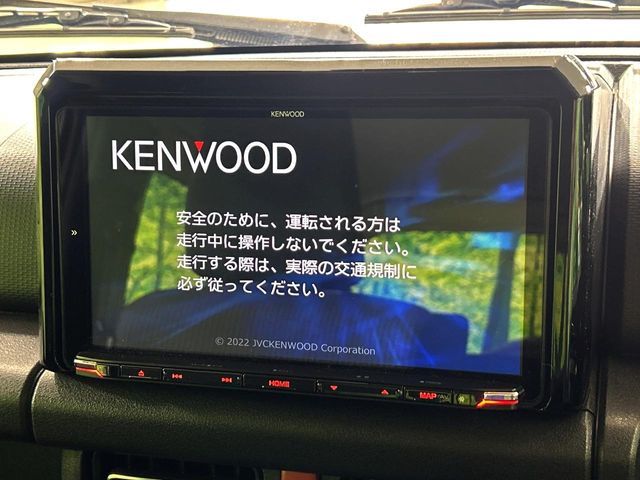 KENWOOD
KENWOOD
安全のために、運転される方は
走行中に操作しないでください。
走行する際は、実際の交通規制に
必ず従ってください。
© 2022 JVCKENWOOD Corporation
HOME
MAP